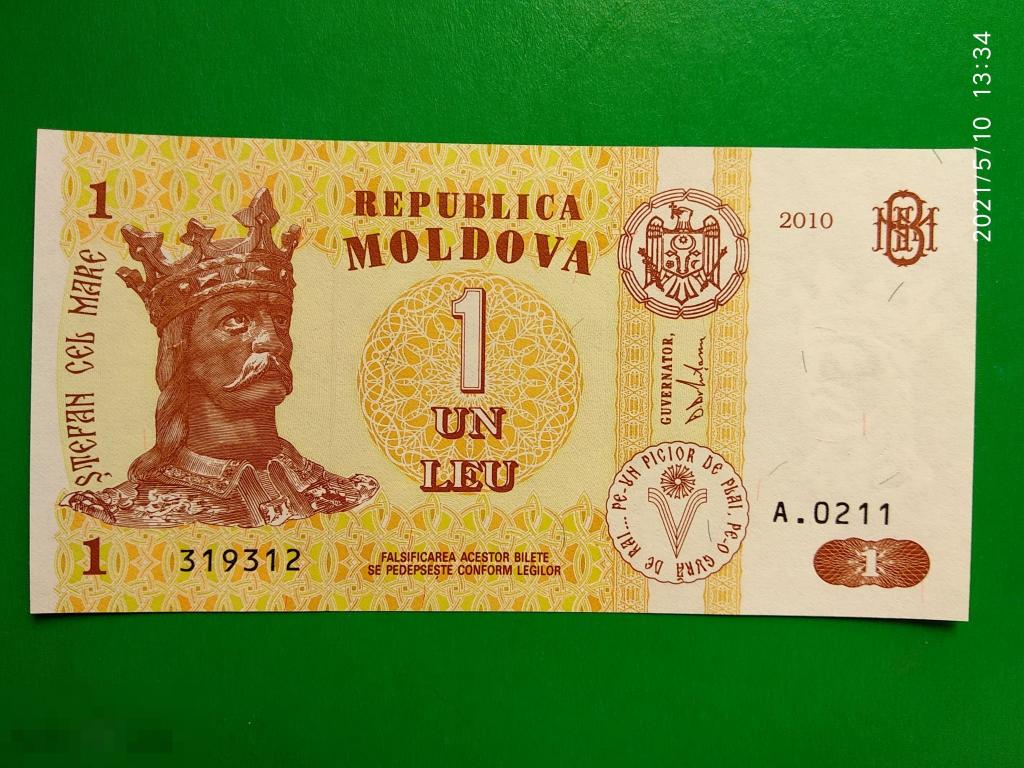 1
REPUBLICA
MOLDOVA
ȘTEFAN CEL MARE
1
UN
LEU
1
319312
FALSIFICAREA ACESTOR BILETE
SE PEDEPSEȘTE CONFORM LEGILOR
GUVERNATOR,
PE-UN PICIOR DE PLAI, PE-O GURĂ DE RAI...
2010
BNM
A.0211
1
2021/5/10 13:34